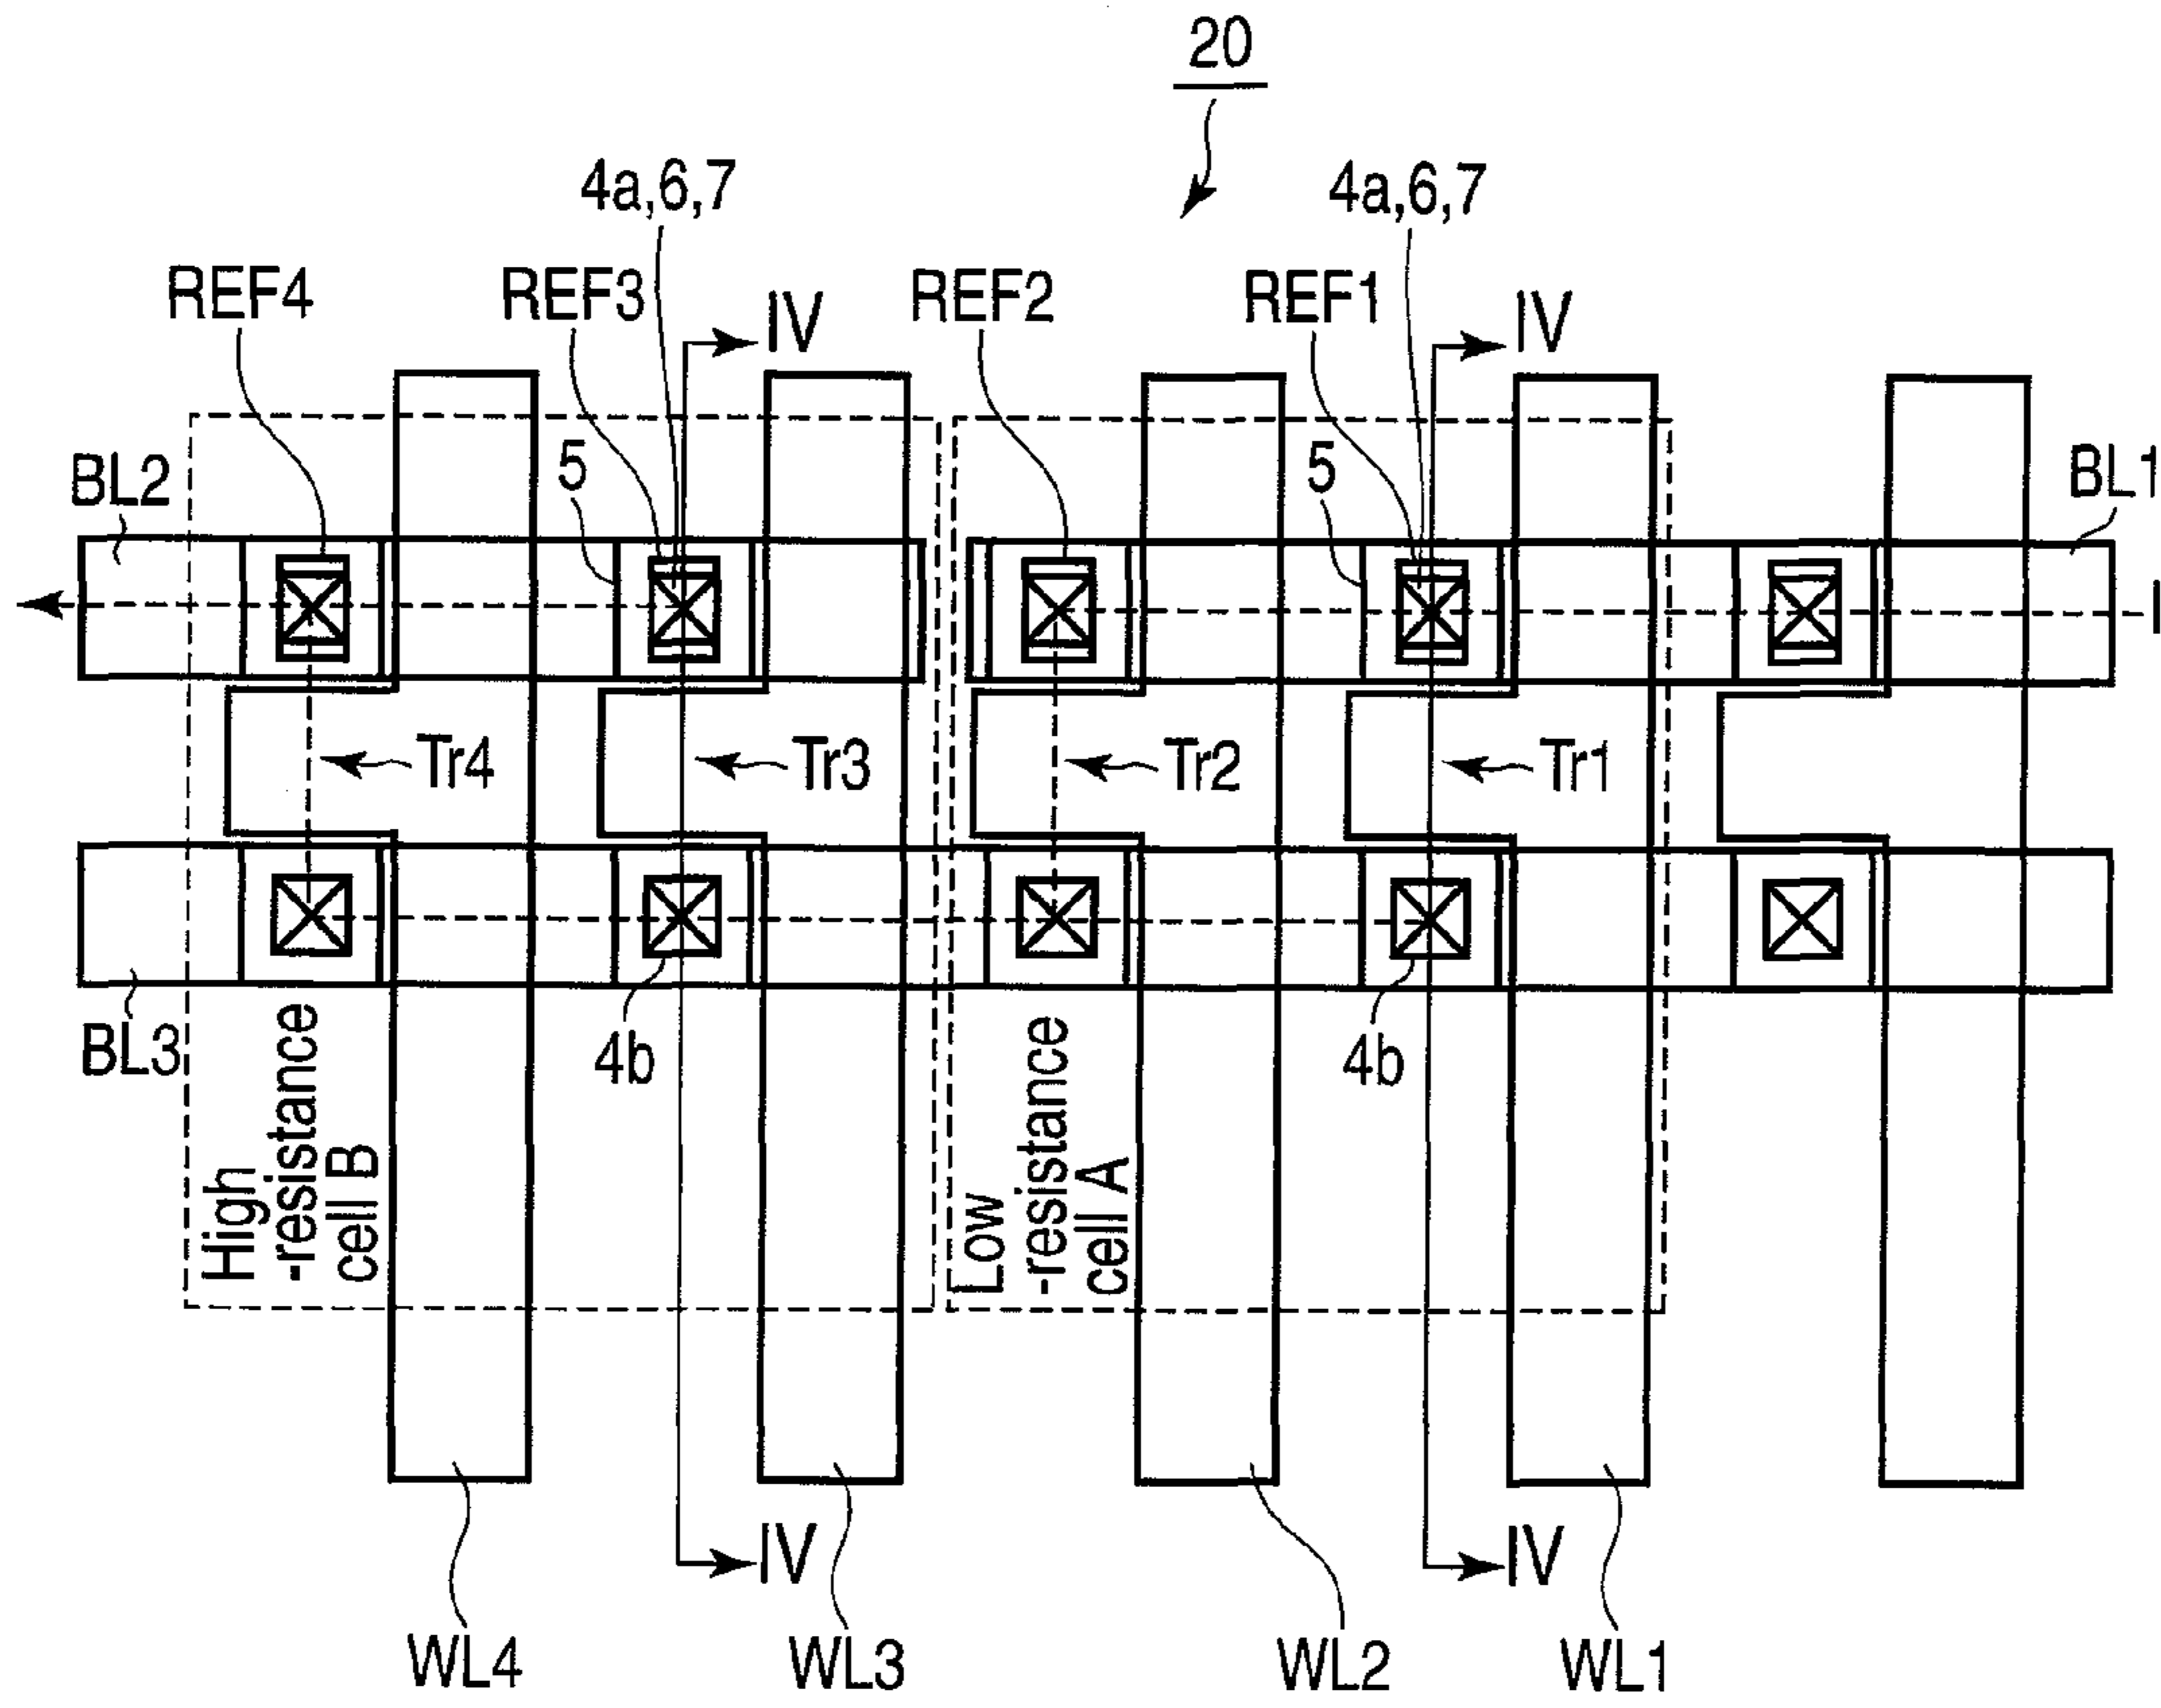 20
4a,6,7
4a,6,7
REF4
REF3
IV
REF2
REF1
IV
BL2
5
5
BL1
I
Tr4
Tr3
Tr2
Tr1
BL3
4b
4b
High
-resistance
cell B
Low
-resistance
cell A
IV
IV
WL4
WL3
WL2
WL1